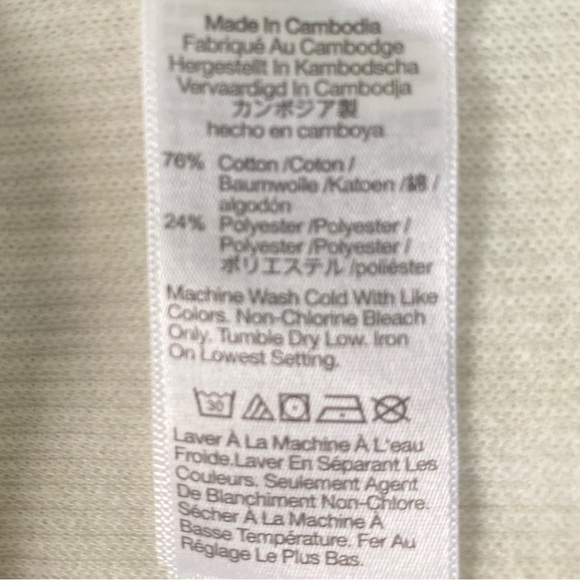 Made In Cambodia
Fabriqué Au Cambodge
Hergestellt In Kambodscha
Vervaardigd In Cambodja
カンボジア製
hecho en camboya
76% Cotton /Coton /
Baumwolle /Katoen /綿 /
algodón
24% Polyester /Polyester /
Polyester /Polyester /
ポリエステル /poliéster
Machine Wash Cold With Like
Colors. Non-Chlorine Bleach
Only. Tumble Dry Low. Iron
On Lowest Setting.
30
Laver À La Machine À L'eau
Froide.Laver En Séparant Les
Couleurs. Seulement Agent
De Blanchiment Non-Chlore.
Sécher À La Machine À
Basse Température. Fer Au
Réglage Le Plus Bas.